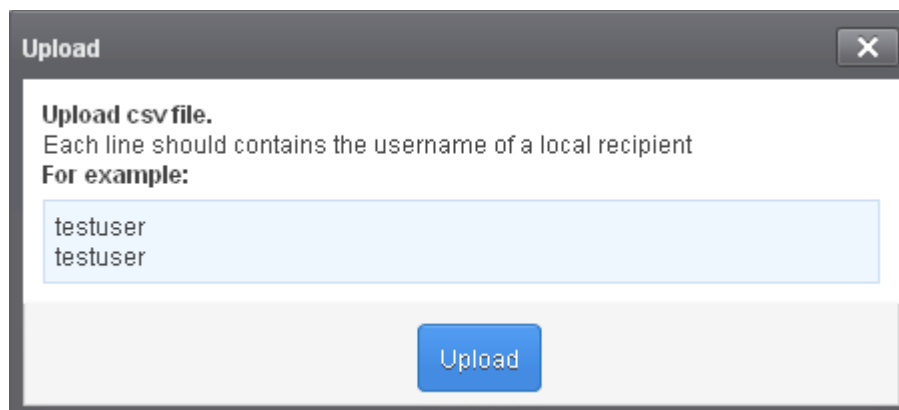 Upload
Upload csv file.
Each line should contains the username of a local recipient
For example:
testuser
testuser
Upload